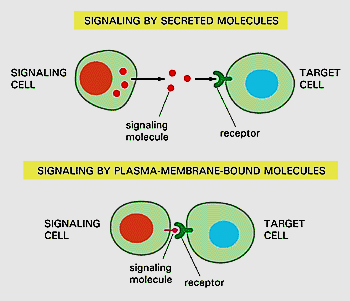 SIGNALING BY SECRETED MOLECULES
SIGNALING
CELL
TARGET
CELL
signaling
molecule
receptor
SIGNALING BY PLASMA-MEMBRANE-BOUND MOLECULES
SIGNALING
CELL
TARGET
CELL
signaling
molecule
receptor